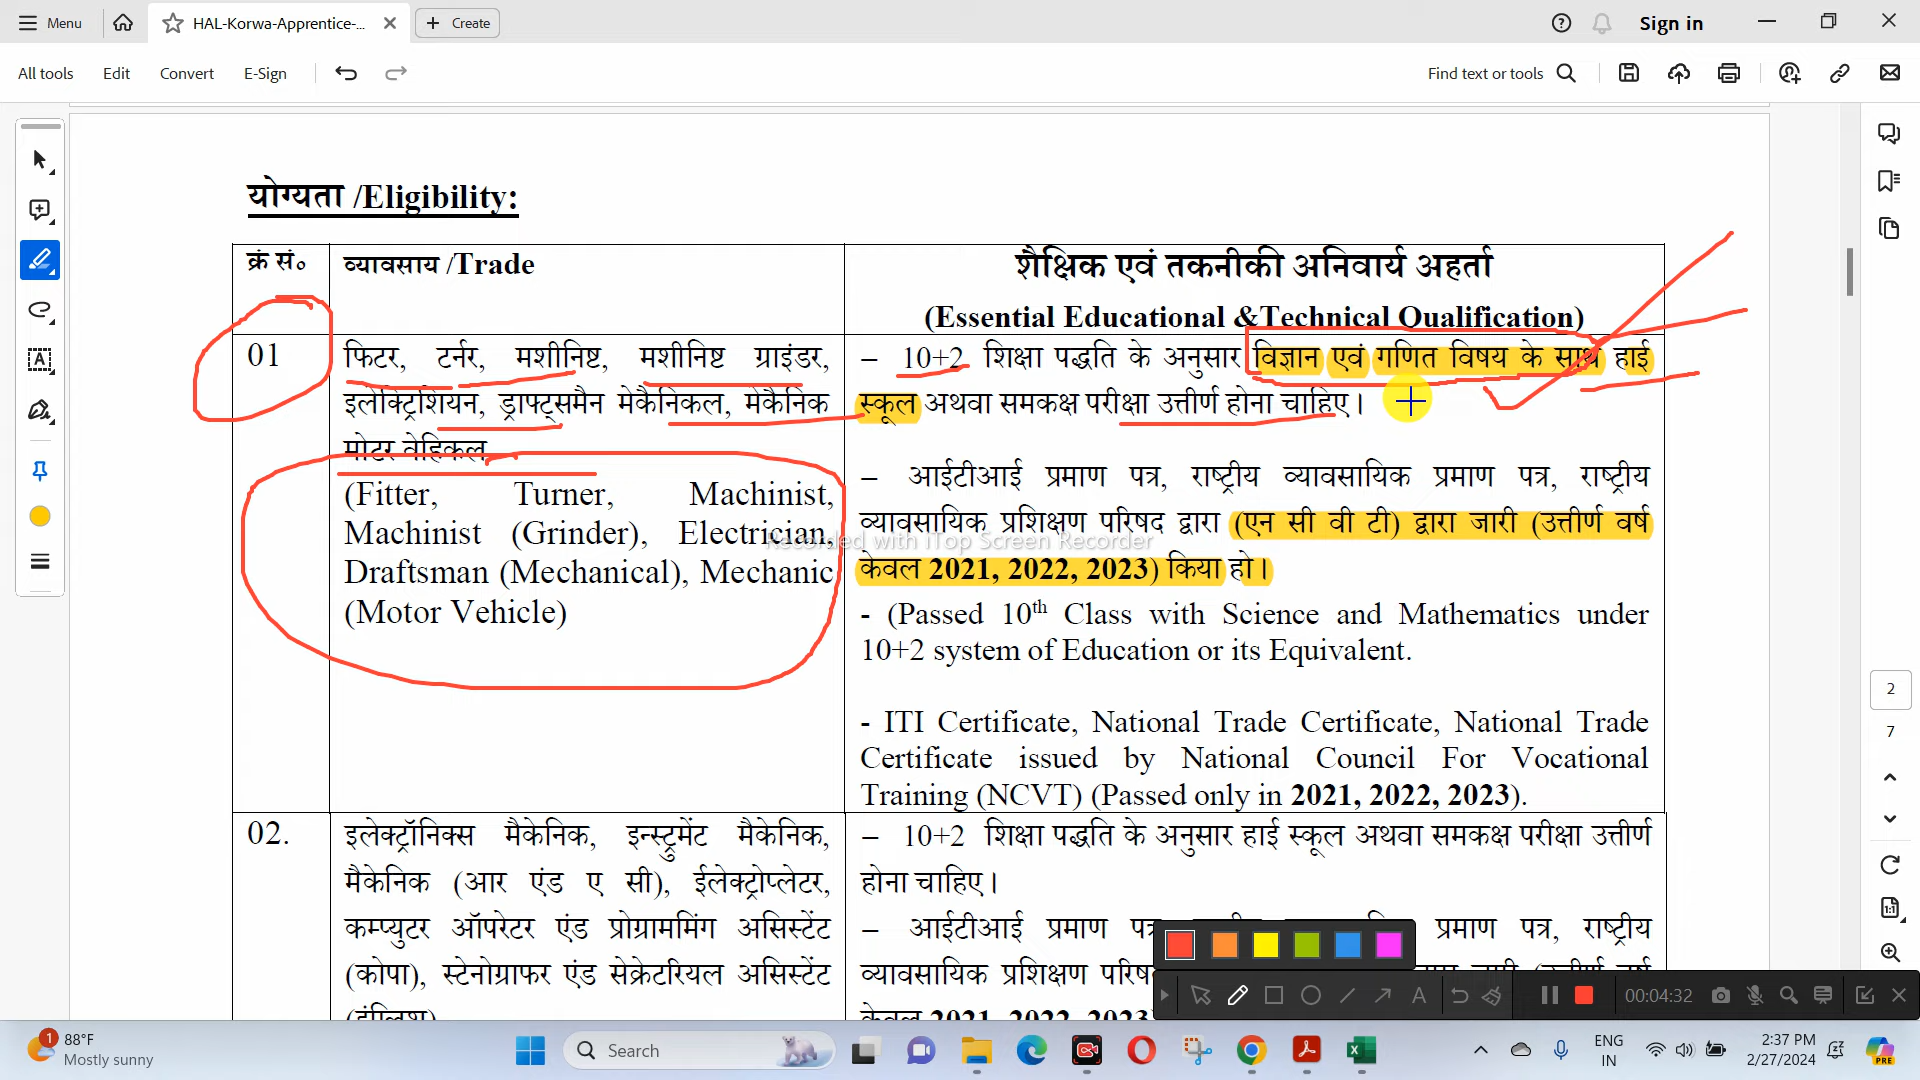 Menu
HAL-Korwa-Apprentice-...
Create
Sign in
All tools
Edit
Convert
E-Sign
Find text or tools
योग्यता /Eligibility:
क्रं सं०
व्यावसाय /Trade
शैक्षिक एवं तकनीकी अनिवार्य अहर्ता
(Essential Educational &Technical Qualification)
01
फिटर, टर्नर, मशीनिष्ट, मशीनिष्ट ग्राइंडर,
इलेक्ट्रिशियन, ड्राफ्ट्समैन मेकैनिकल, मेकैनिक
मोटर वेहिकल
(Fitter, Turner, Machinist,
Machinist (Grinder), Electrician,
Draftsman (Mechanical), Mechanic
(Motor Vehicle)
– 10+2 शिक्षा पद्धति के अनुसार विज्ञान एवं गणित विषय के साथ हाई
स्कूल अथवा समकक्ष परीक्षा उत्तीर्ण होना चाहिए।
– आईटीआई प्रमाण पत्र, राष्ट्रीय व्यावसायिक प्रमाण पत्र, राष्ट्रीय
व्यावसायिक प्रशिक्षण परिषद द्वारा (एन सी वी टी) द्वारा जारी (उत्तीर्ण वर्ष
केवल 2021, 2022, 2023) किया हो।
Recorded with iTop Screen Recorder
- (Passed 10th Class with Science and Mathematics under
10+2 system of Education or its Equivalent.
- ITI Certificate, National Trade Certificate, National Trade
Certificate issued by National Council For Vocational
Training (NCVT) (Passed only in 2021, 2022, 2023).
02.
इलेक्ट्रॉनिक्स मैकेनिक, इन्स्ट्रुमेंट मैकेनिक,
मैकेनिक (आर एंड ए सी), ईलेक्ट्रोप्लेटर,
कम्प्युटर ऑपरेटर एंड प्रोग्रामिंग असिस्टेंट
(कोपा), स्टेनोग्राफर एंड सेक्रेटरियल असिस्टेंट
– 10+2 शिक्षा पद्धति के अनुसार हाई स्कूल अथवा समकक्ष परीक्षा उत्तीर्ण
होना चाहिए।
– आईटीआई प्रमाण प्रमाण पत्र, राष्ट्रीय
व्यावसायिक प्रशिक्षण
केवल 2021, 2022, 2023
2
7
00:04:32
1
88°F
Mostly sunny
Search
ENG
IN
2:37 PM
2/27/2024
PRE